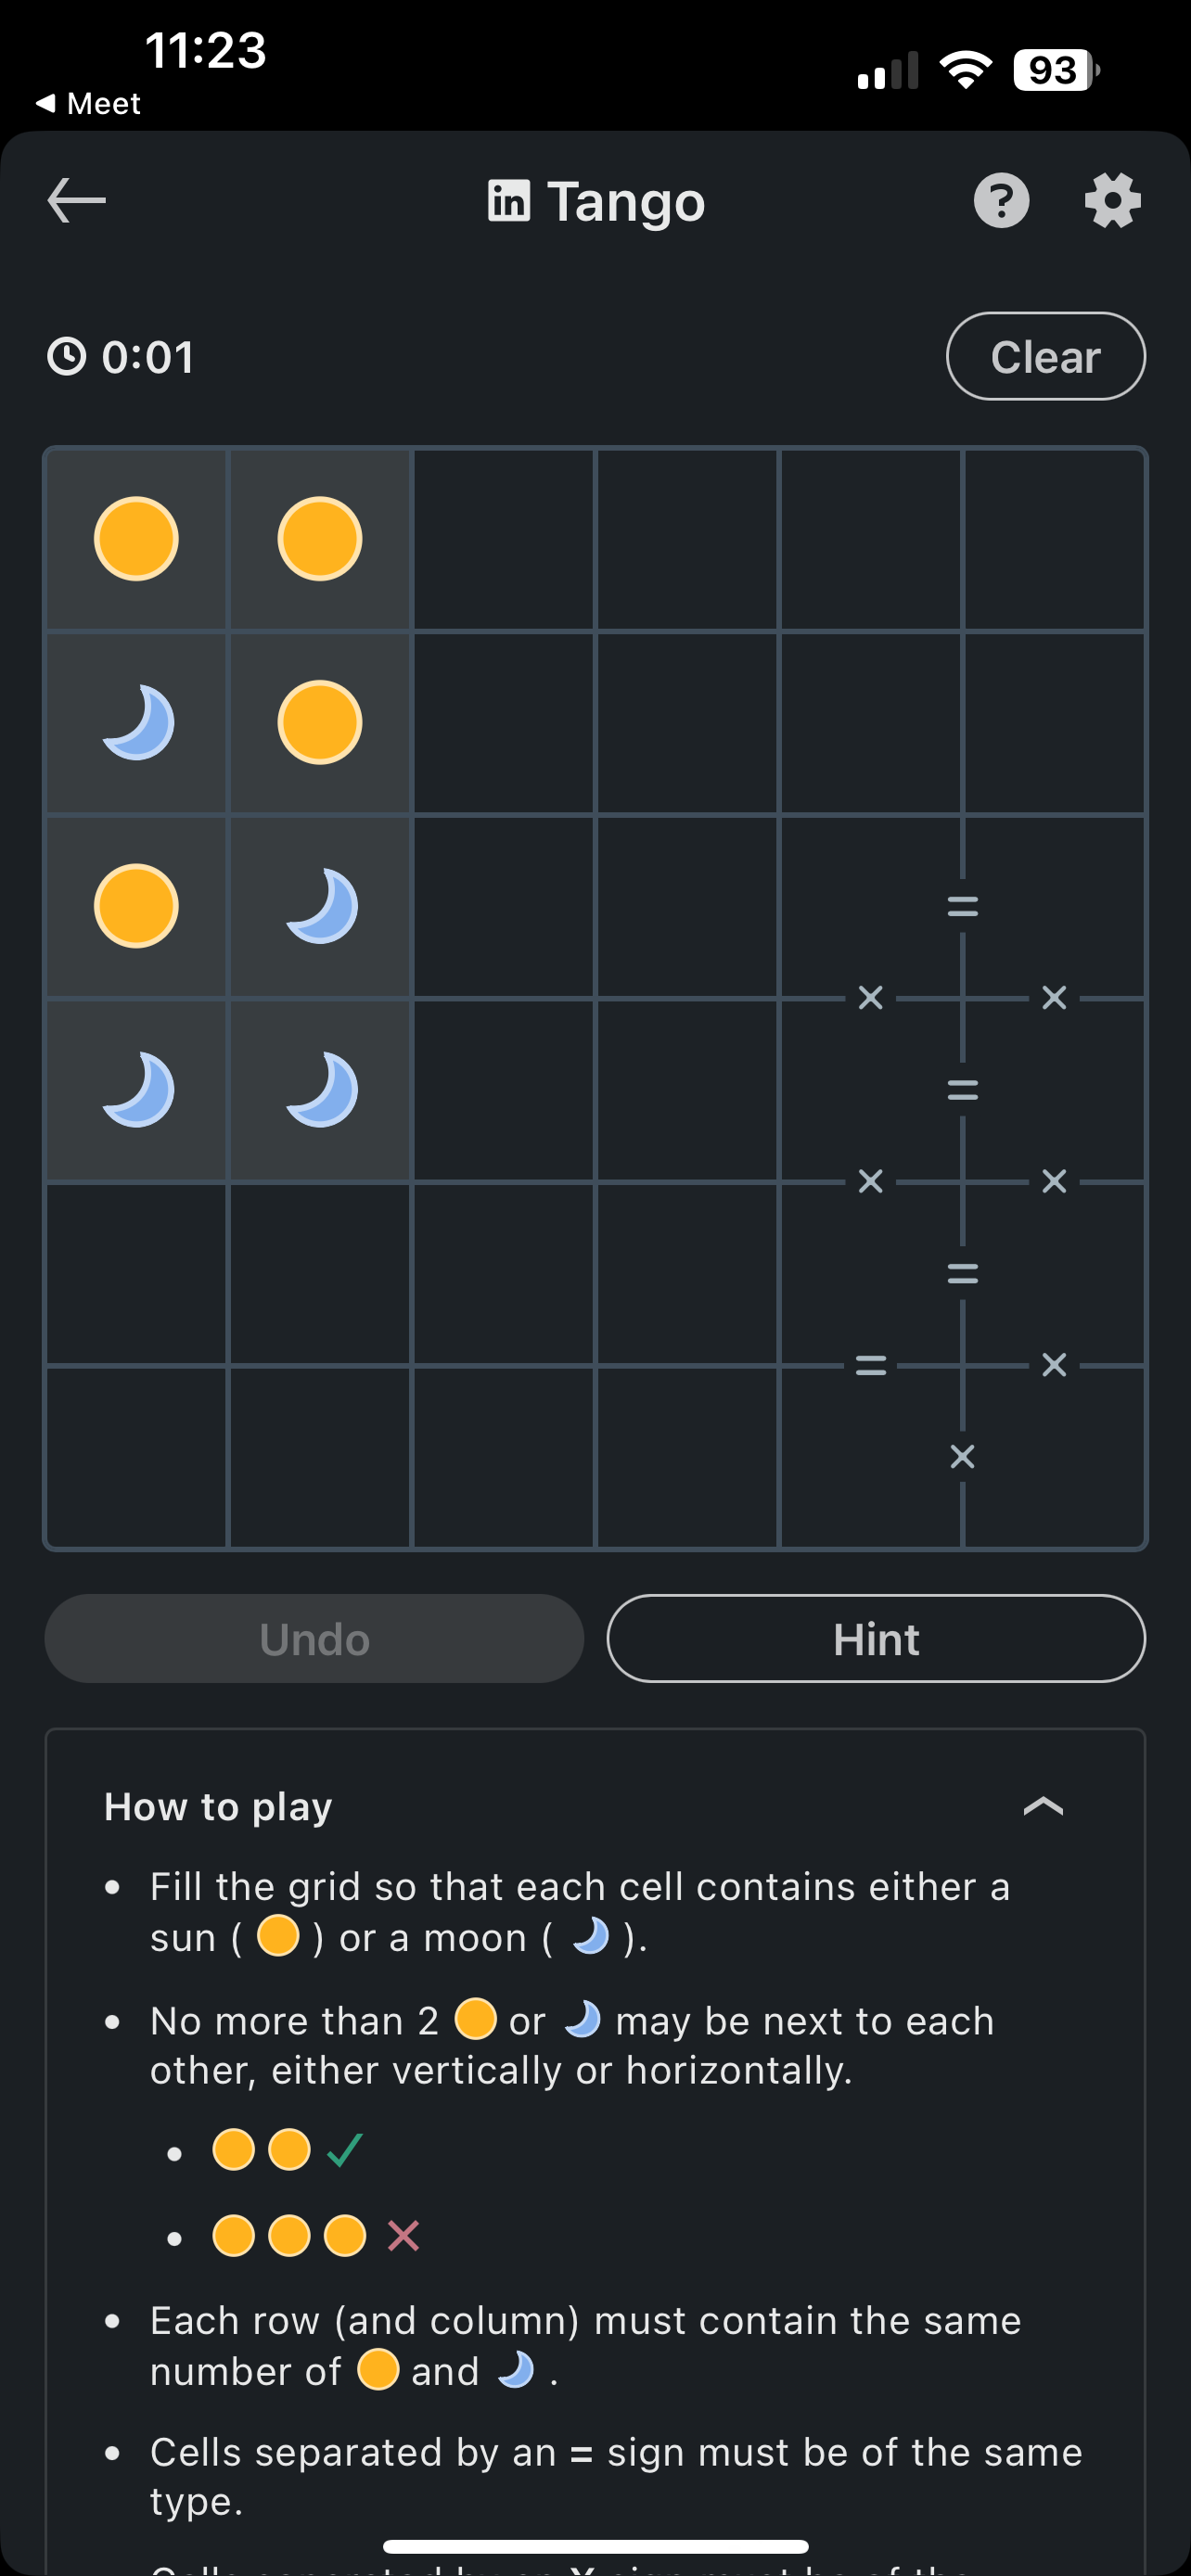 11:23
93
Meet
in Tango
?
0:01
Clear
=
× ×
=
× ×
=
= ×
×
Undo
Hint
How to play
• Fill the grid so that each cell contains either a
sun ( ) or a moon ( ).
• No more than 2 or may be next to each
other, either vertically or horizontally.
• Each row (and column) must contain the same
number of and .
• Cells separated by an = sign must be of the same
type.